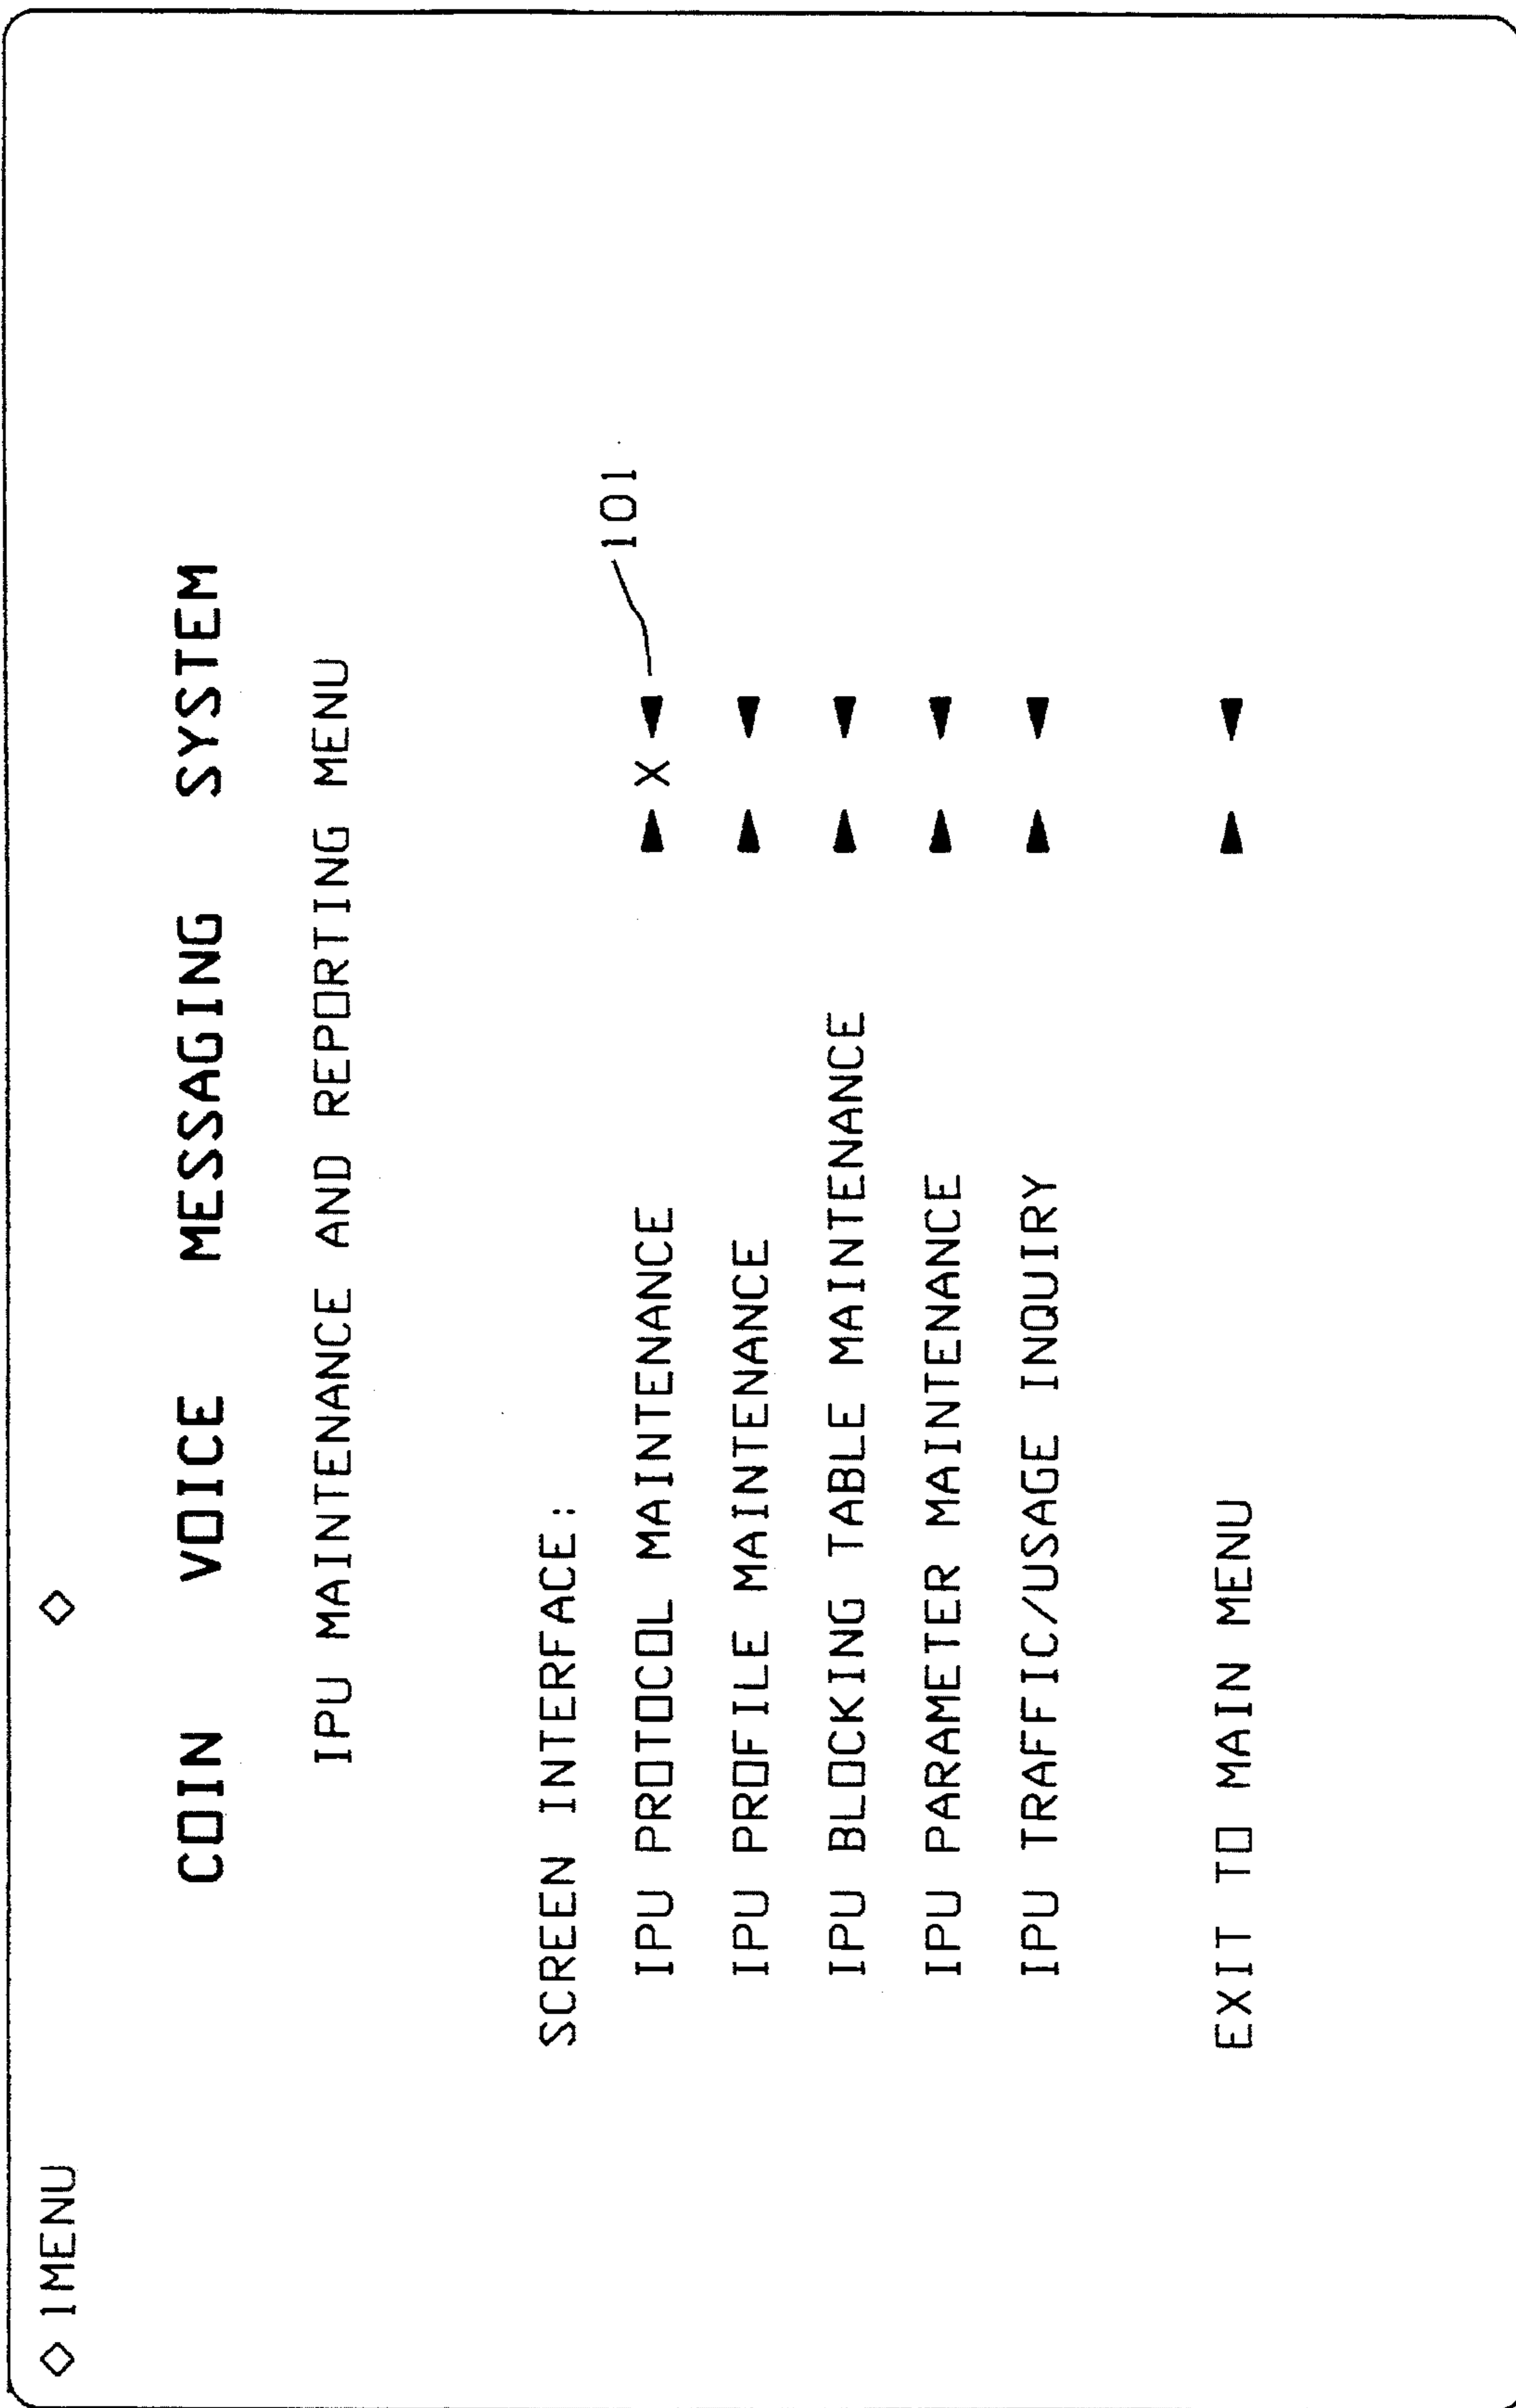 ◇ 1MENU ◇
COIN VOICE MESSAGING SYSTEM
IPU MAINTENANCE AND REPORTING MENU
SCREEN INTERFACE:
IPU PROTOCOL MAINTENANCE ► X ◄ 101
IPU PROFILE MAINTENANCE ► ◄
IPU BLOCKING TABLE MAINTENANCE ► ◄
IPU PARAMETER MAINTENANCE ► ◄
IPU TRAFFIC/USAGE INQUIRY ► ◄
EXIT TO MAIN MENU ► ◄